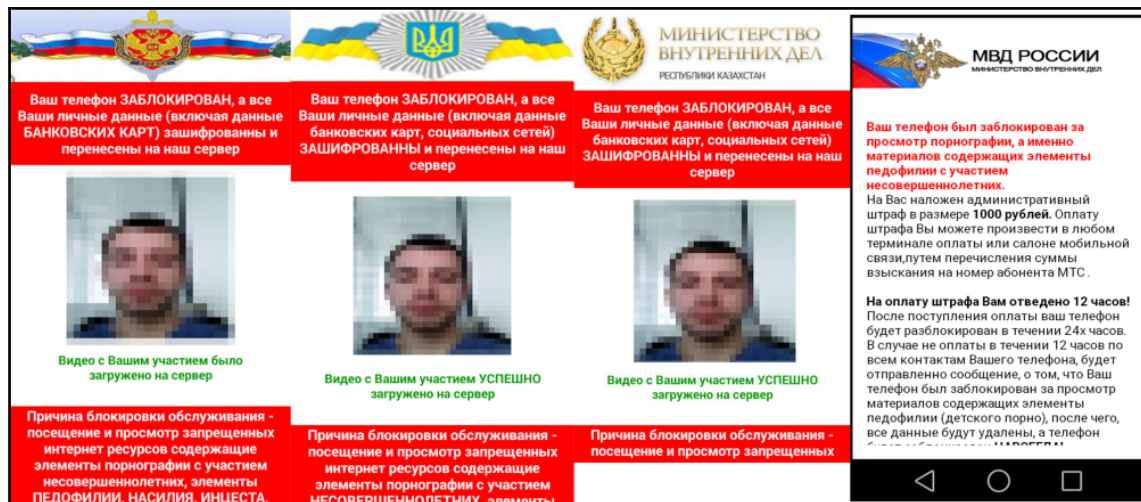 Ваш телефон ЗАБЛОКИРОВАН, а все
Ваши личные данные (включая данные
БАНКОВСКИХ КАРТ) зашифрованны и
перенесены на наш сервер
Видео с Вашим участием было
загружено на сервер
Причина блокировки обслуживания -
посещение и просмотр запрещенных
интернет ресурсов содержащие
элементы порнографии с участием
несовершеннолетних, элементы
ПЕДОФИЛИИ, НАСИЛИЯ, ИНЦЕСТА,
Ваш телефон ЗАБЛОКИРОВАН, а все
Ваши личные данные (включая данные
банковских карт, социальных сетей)
ЗАШИФРОВАННЫ и перенесены на наш
сервер
Видео с Вашим участием УСПЕШНО
загружено на сервер
Причина блокировки обслуживания -
посещение и просмотр запрещенных
интернет ресурсов содержащие
элементы порнографии с участием
НЕСОВЕРШЕННОЛЕТНИХ, элементы
МИНИСТЕРСТВО
ВНУТРЕННИХ ДЕЛ
РЕСПУБЛИКИ КАЗАХСТАН
Ваш телефон ЗАБЛОКИРОВАН, а все
Ваши личные данные (включая данные
банковских карт, социальных сетей)
ЗАШИФРОВАННЫ и перенесены на наш
сервер
Видео с Вашим участием УСПЕШНО
загружено на сервер
Причина блокировки обслуживания -
посещение и просмотр запрещенных
МВД РОССИИ
МИНИСТЕРСТВО ВНУТРЕННИХ ДЕЛ
Ваш телефон был заблокирован за
просмотр порнографии, а именно
материалов содержащих элементы
педофилии с участием
несовершеннолетних.
На Вас наложен административный
штраф в размере 1000 рублей. Оплату
штрафа Вы можете произвести в любом
терминале оплаты или салоне мобильной
связи,путем перечисления суммы
взыскания на номер абонента МТС .
На оплату штрафа Вам отведено 12 часов!
После поступления оплаты ваш телефон
будет разблокирован в течении 24х часов.
В случае не оплаты в течении 12 часов по
всем контактам Вашего телефона, будет
отправленно сообщение, о том, что Ваш
телефон был заблокирован за просмотр
материалов содержащих элементы
педофилии (детского порно), после чего,
все данные будут удалены, а телефон
будет заблокирован НАВСЕГДА!